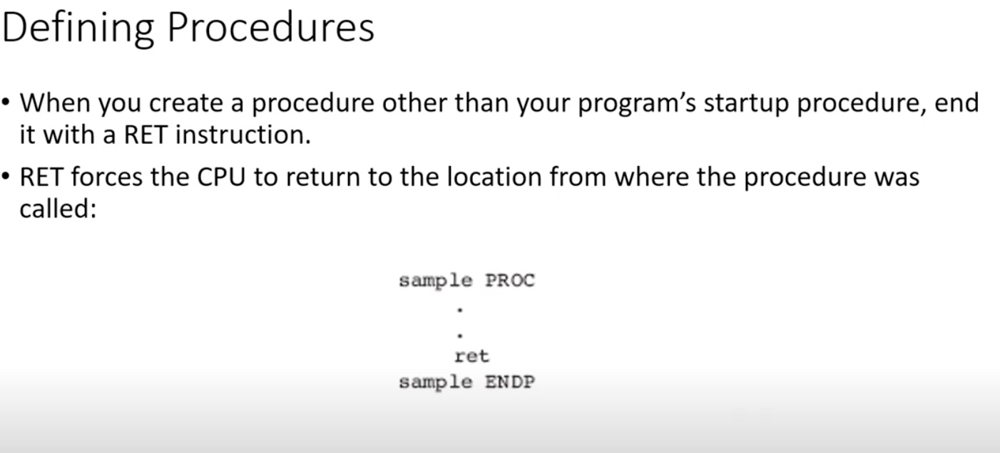 Defining Procedures
• When you create a procedure other than your program’s startup procedure, end
it with a RET instruction.
• RET forces the CPU to return to the location from where the procedure was
called:
sample PROC
.
.
ret
sample ENDP